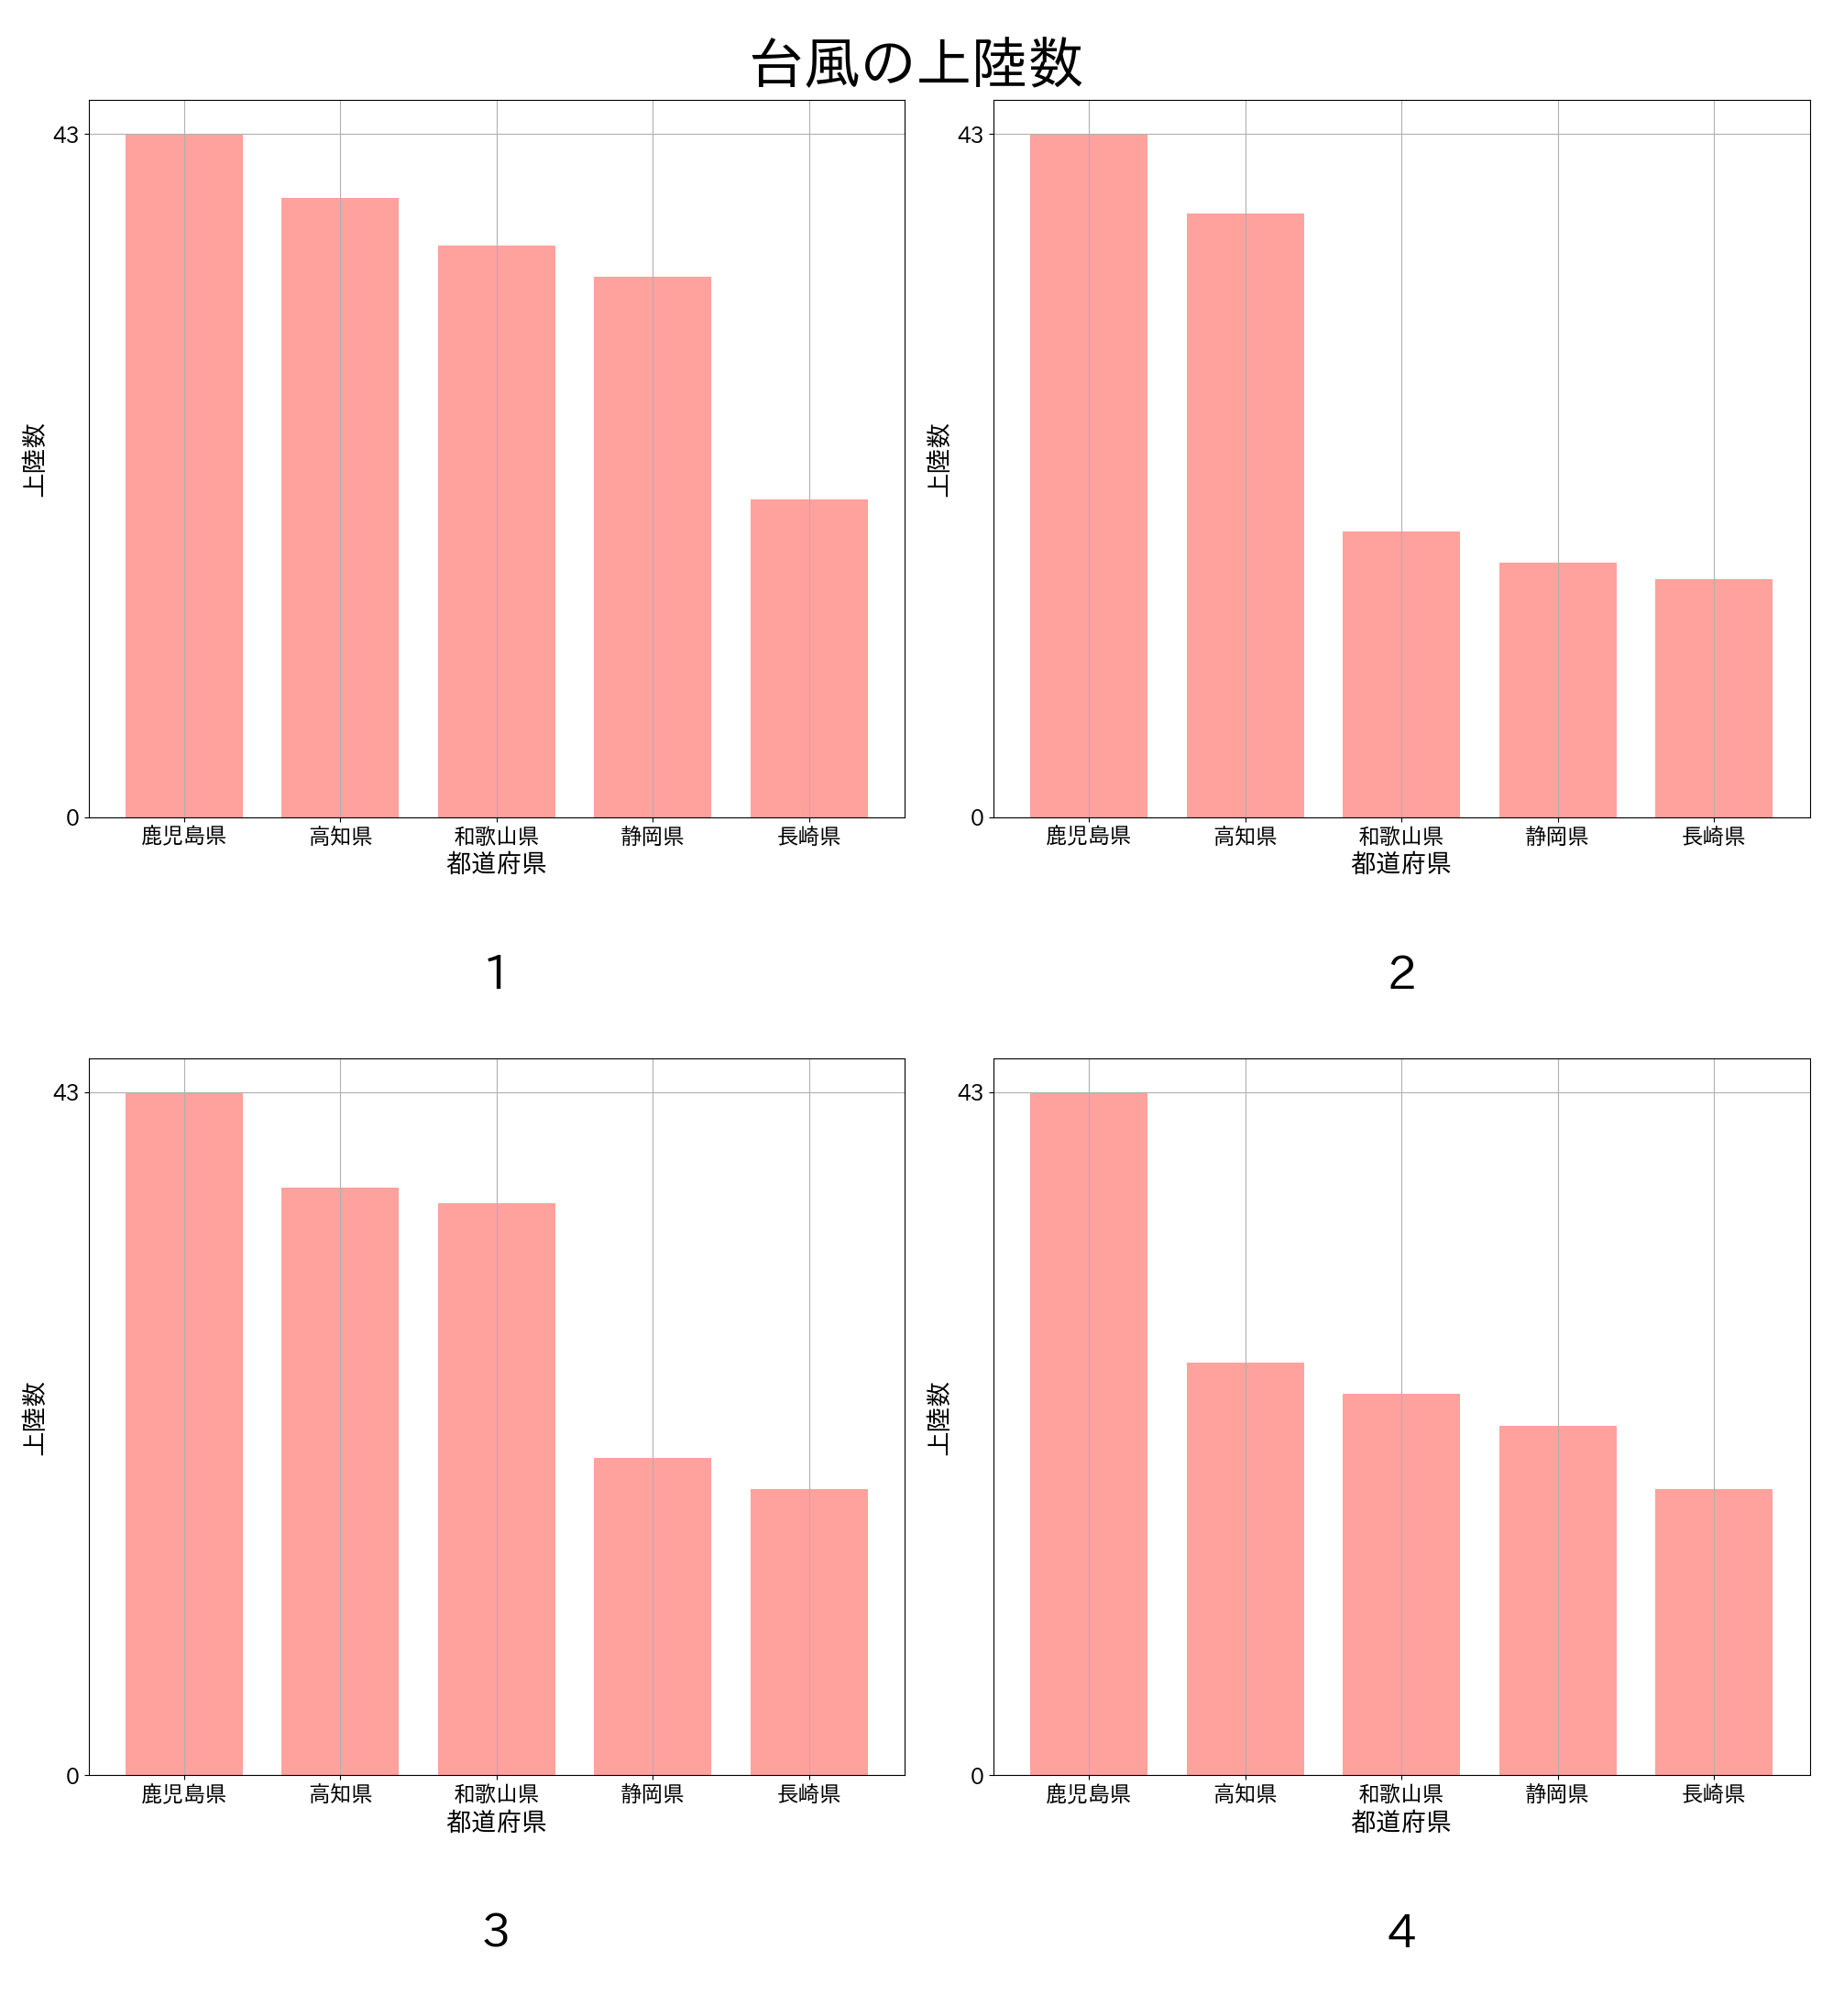 台風の上陸数
43
0
上陸数
鹿児島県 高知県 和歌山県 静岡県 長崎県
都道府県
1
43
0
上陸数
鹿児島県 高知県 和歌山県 静岡県 長崎県
都道府県
2
43
0
上陸数
鹿児島県 高知県 和歌山県 静岡県 長崎県
都道府県
3
43
0
上陸数
鹿児島県 高知県 和歌山県 静岡県 長崎県
都道府県
4